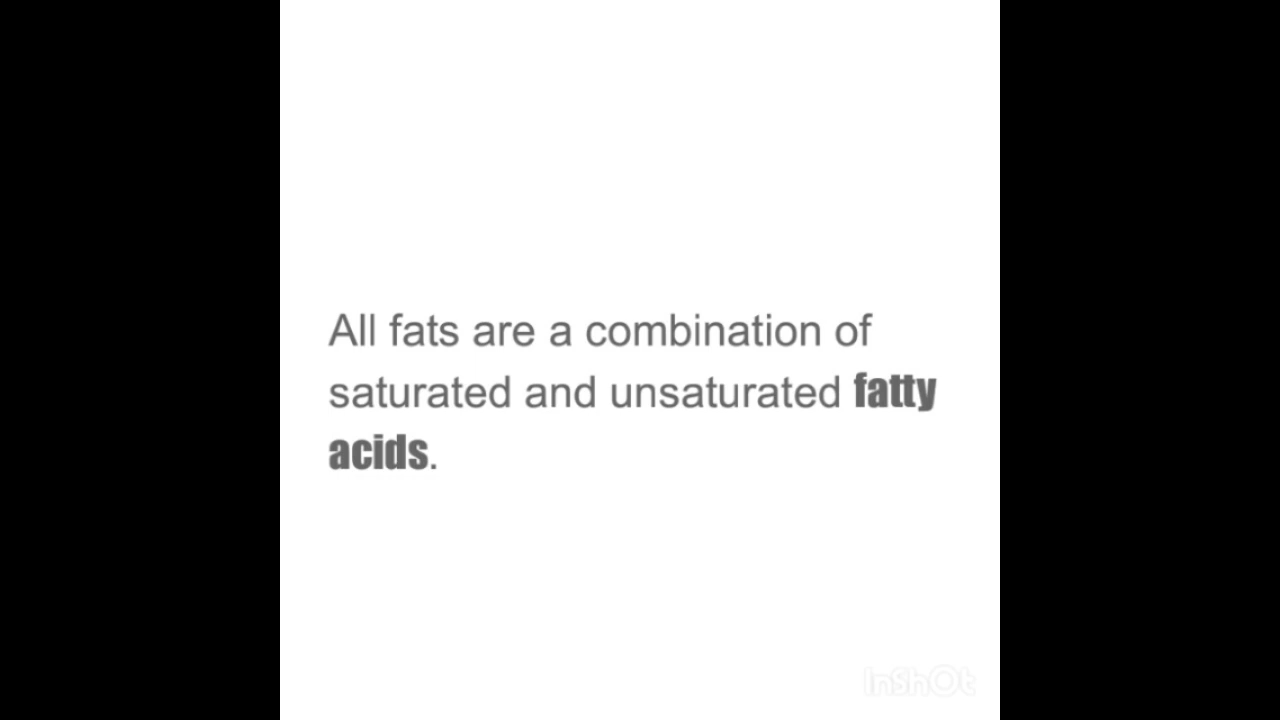 All fats are a combination of
saturated and unsaturated fatty
acids.
InShOt